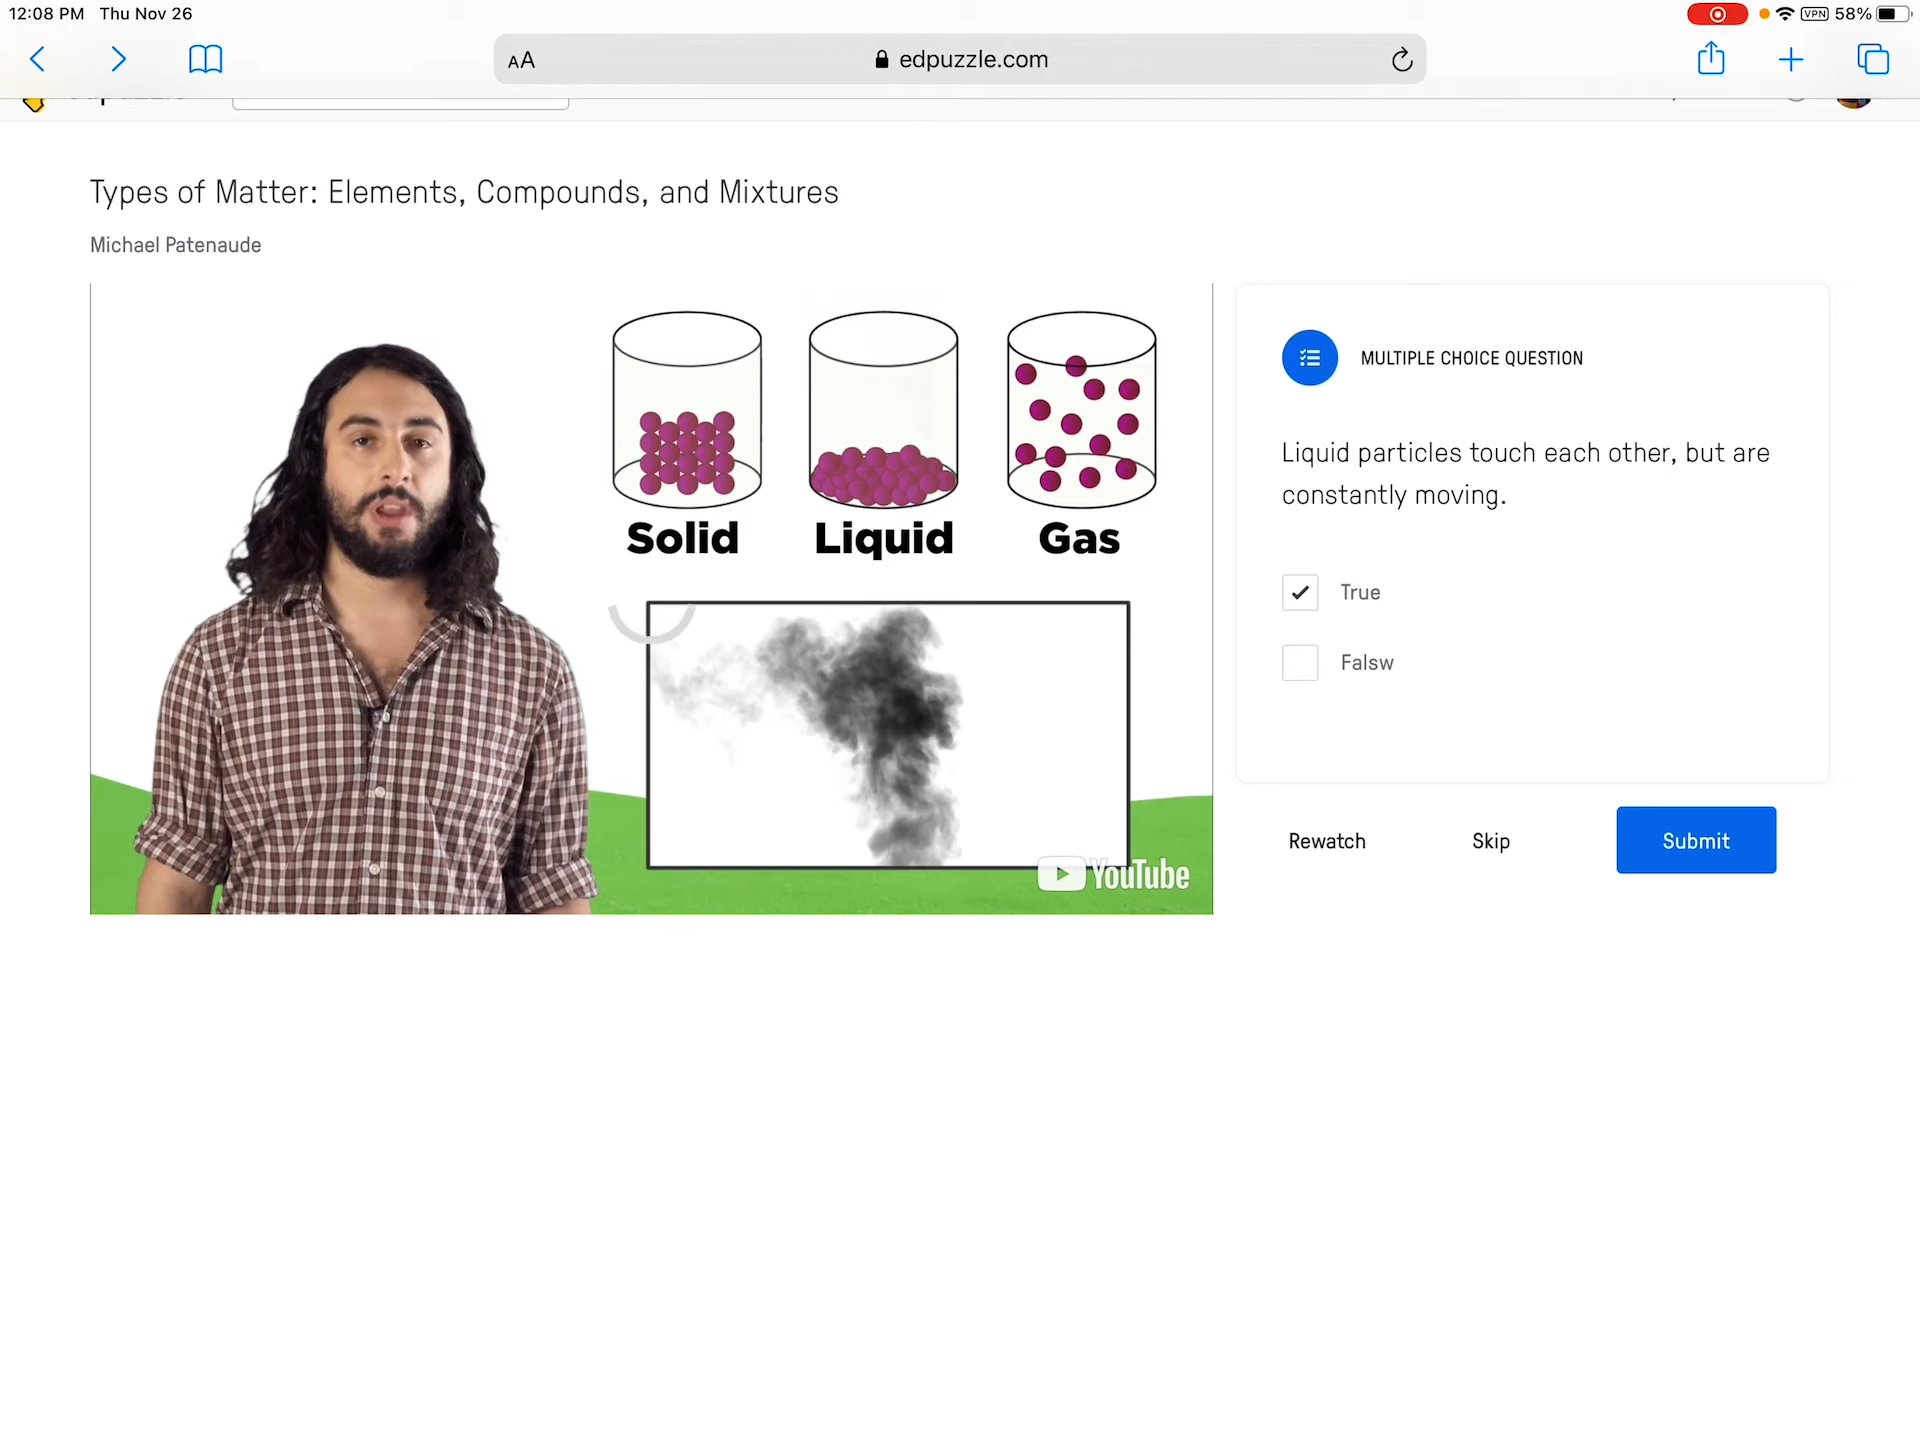 12:08 PM Thu Nov 26
VPN 58%
AA edpuzzle.com
Types of Matter: Elements, Compounds, and Mixtures
Michael Patenaude
Solid Liquid Gas
YouTube
MULTIPLE CHOICE QUESTION
Liquid particles touch each other, but are
constantly moving.
True
Falsw
Rewatch Skip Submit